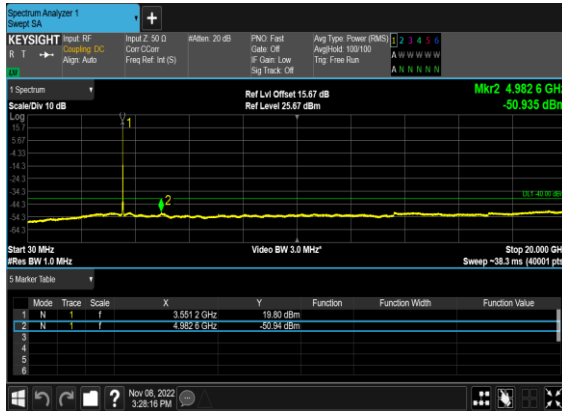 Spectrum Analyzer 1
Swept SA
+
KEYSIGHT Input: RF Input Z: 50 Ω #Atten: 20 dB PNO: Fast Avg Type: Power (RMS) 1 2 3 4 5 6
R T Coupling: DC Corr CCorr Gate: Off Avg|Hold: 100/100 A W W W W W
Align: Auto Freq Ref: Int (S) IF Gain: Low Trig: Free Run
LXI Sig Track: Off A N N N N N
1 Spectrum Ref Lvl Offset 15.67 dB Mkr2 4.982 6 GHz
Scale/Div 10 dB Ref Level 25.67 dBm -50.935 dBm
Log
15.7
5.67
-4.33
-14.3
-24.3
-34.3
-44.3
-54.3
-64.3
1
2
DL1 -40.00 dBm
Start 30 MHz Video BW 3.0 MHz* Stop 20.000 GHz
#Res BW 1.0 MHz Sweep ~38.3 ms (40001 pts)
5 Marker Table
Mode Trace Scale X Y Function Function Width Function Value
1 N 1 f 3.551 2 GHz 19.80 dBm
2 N 1 f 4.982 6 GHz -50.94 dBm
3
4
5
6
? Nov 08, 2022
3:28:16 PM